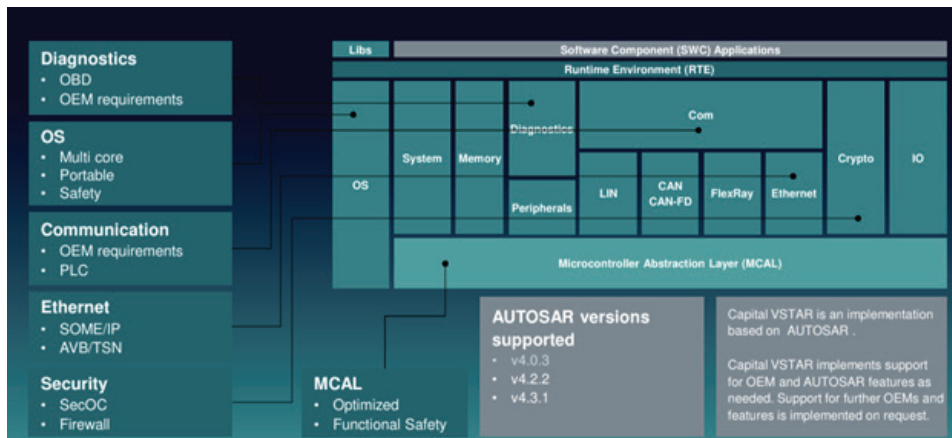 Diagnostics
• OBD
• OEM requirements
OS
• Multi core
• Portable
• Safety
Communication
• OEM requirements
• PLC
Ethernet
• SOME/IP
• AVB/TSN
Security
• SecOC
• Firewall
Libs
Software Component (SWC) Applications
Runtime Environment (RTE)
OS
System
Memory
Diagnostics
Peripherals
Com
LIN
CAN
CAN-FD
FlexRay
Ethernet
Crypto
IO
Microcontroller Abstraction Layer (MCAL)
MCAL
• Optimized
• Functional Safety
AUTOSAR versions
supported
• v4.0.3
• v4.2.2
• v4.3.1
Capital VSTAR is an implementation
based on AUTOSAR .
Capital VSTAR implements support
for OEM and AUTOSAR features as
needed. Support for further OEMs and
features is implemented on request.